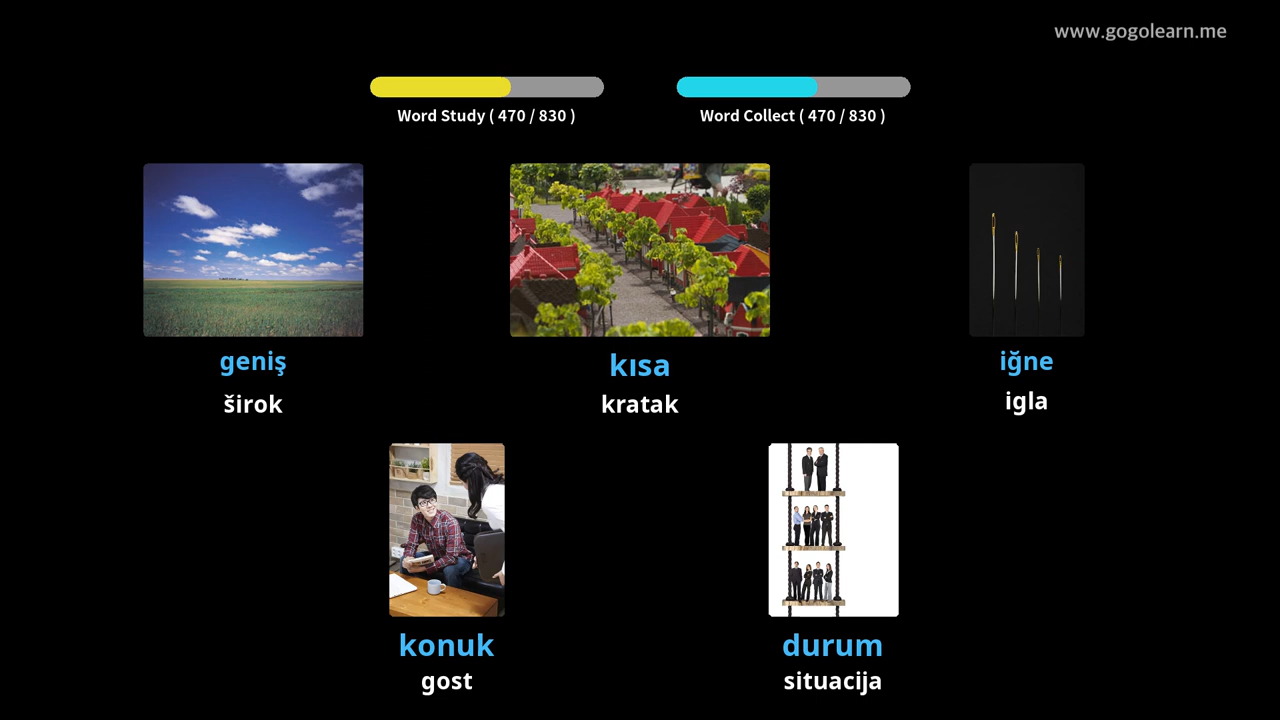 www.gogolearn.me
Word Study ( 470 / 830 )
Word Collect ( 470 / 830 )
geniş
širok
kısa
kratak
iğne
igla
konuk
gost
durum
situacija